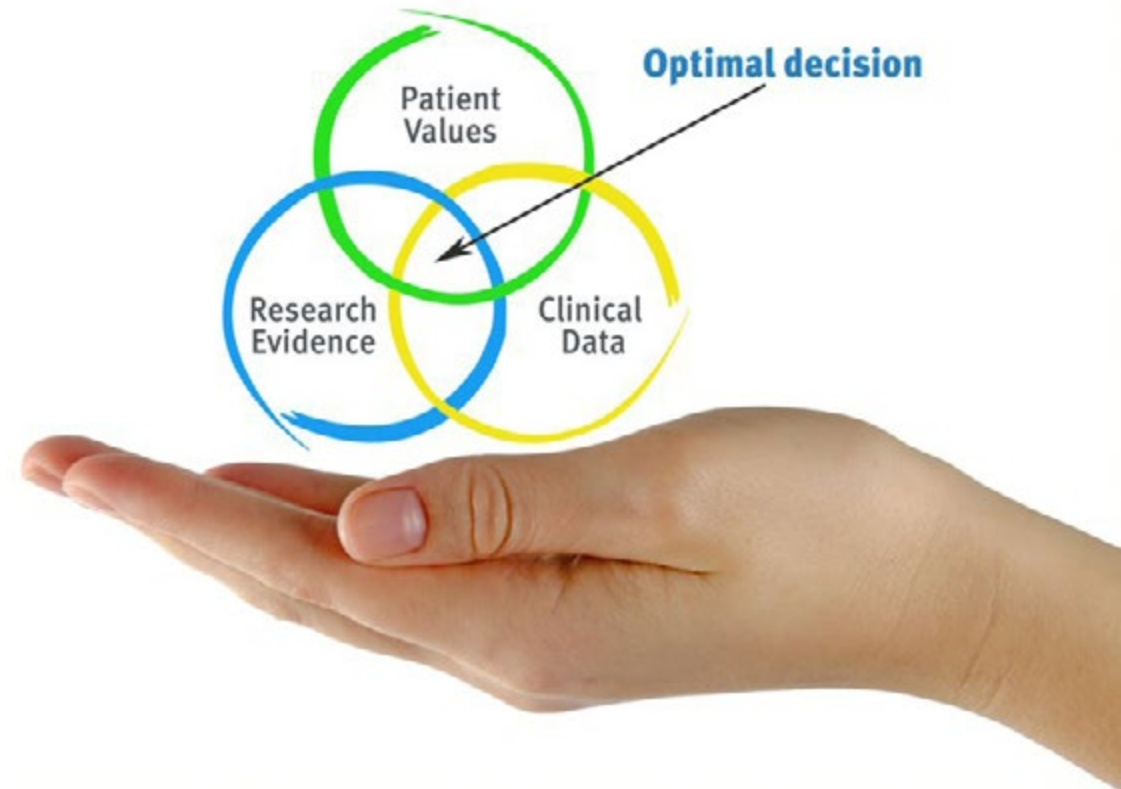 Optimal decision
Patient
Values
Research
Evidence
Clinical
Data